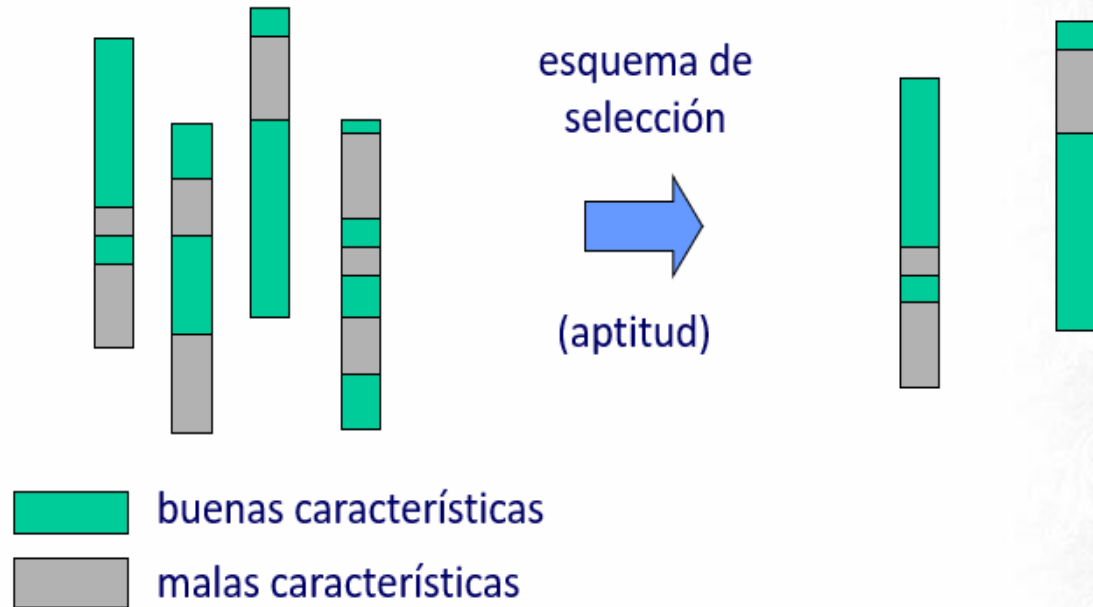 esquema de
selección
(aptitud)
buenas características
malas características